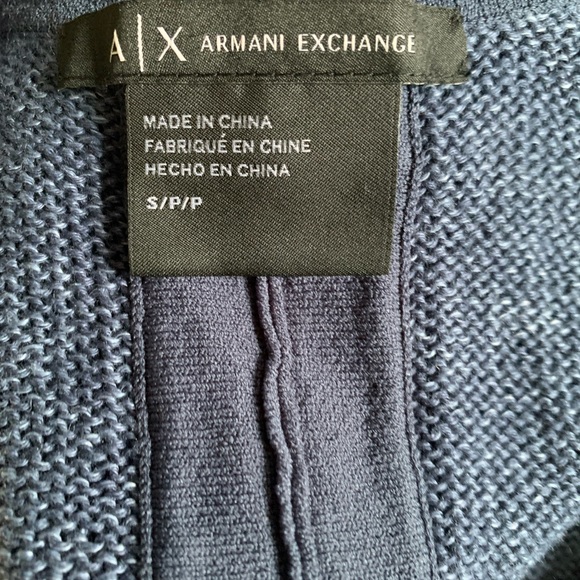 A|X ARMANI EXCHANGE
MADE IN CHINA
FABRIQUÉ EN CHINE
HECHO EN CHINA
S/P/P